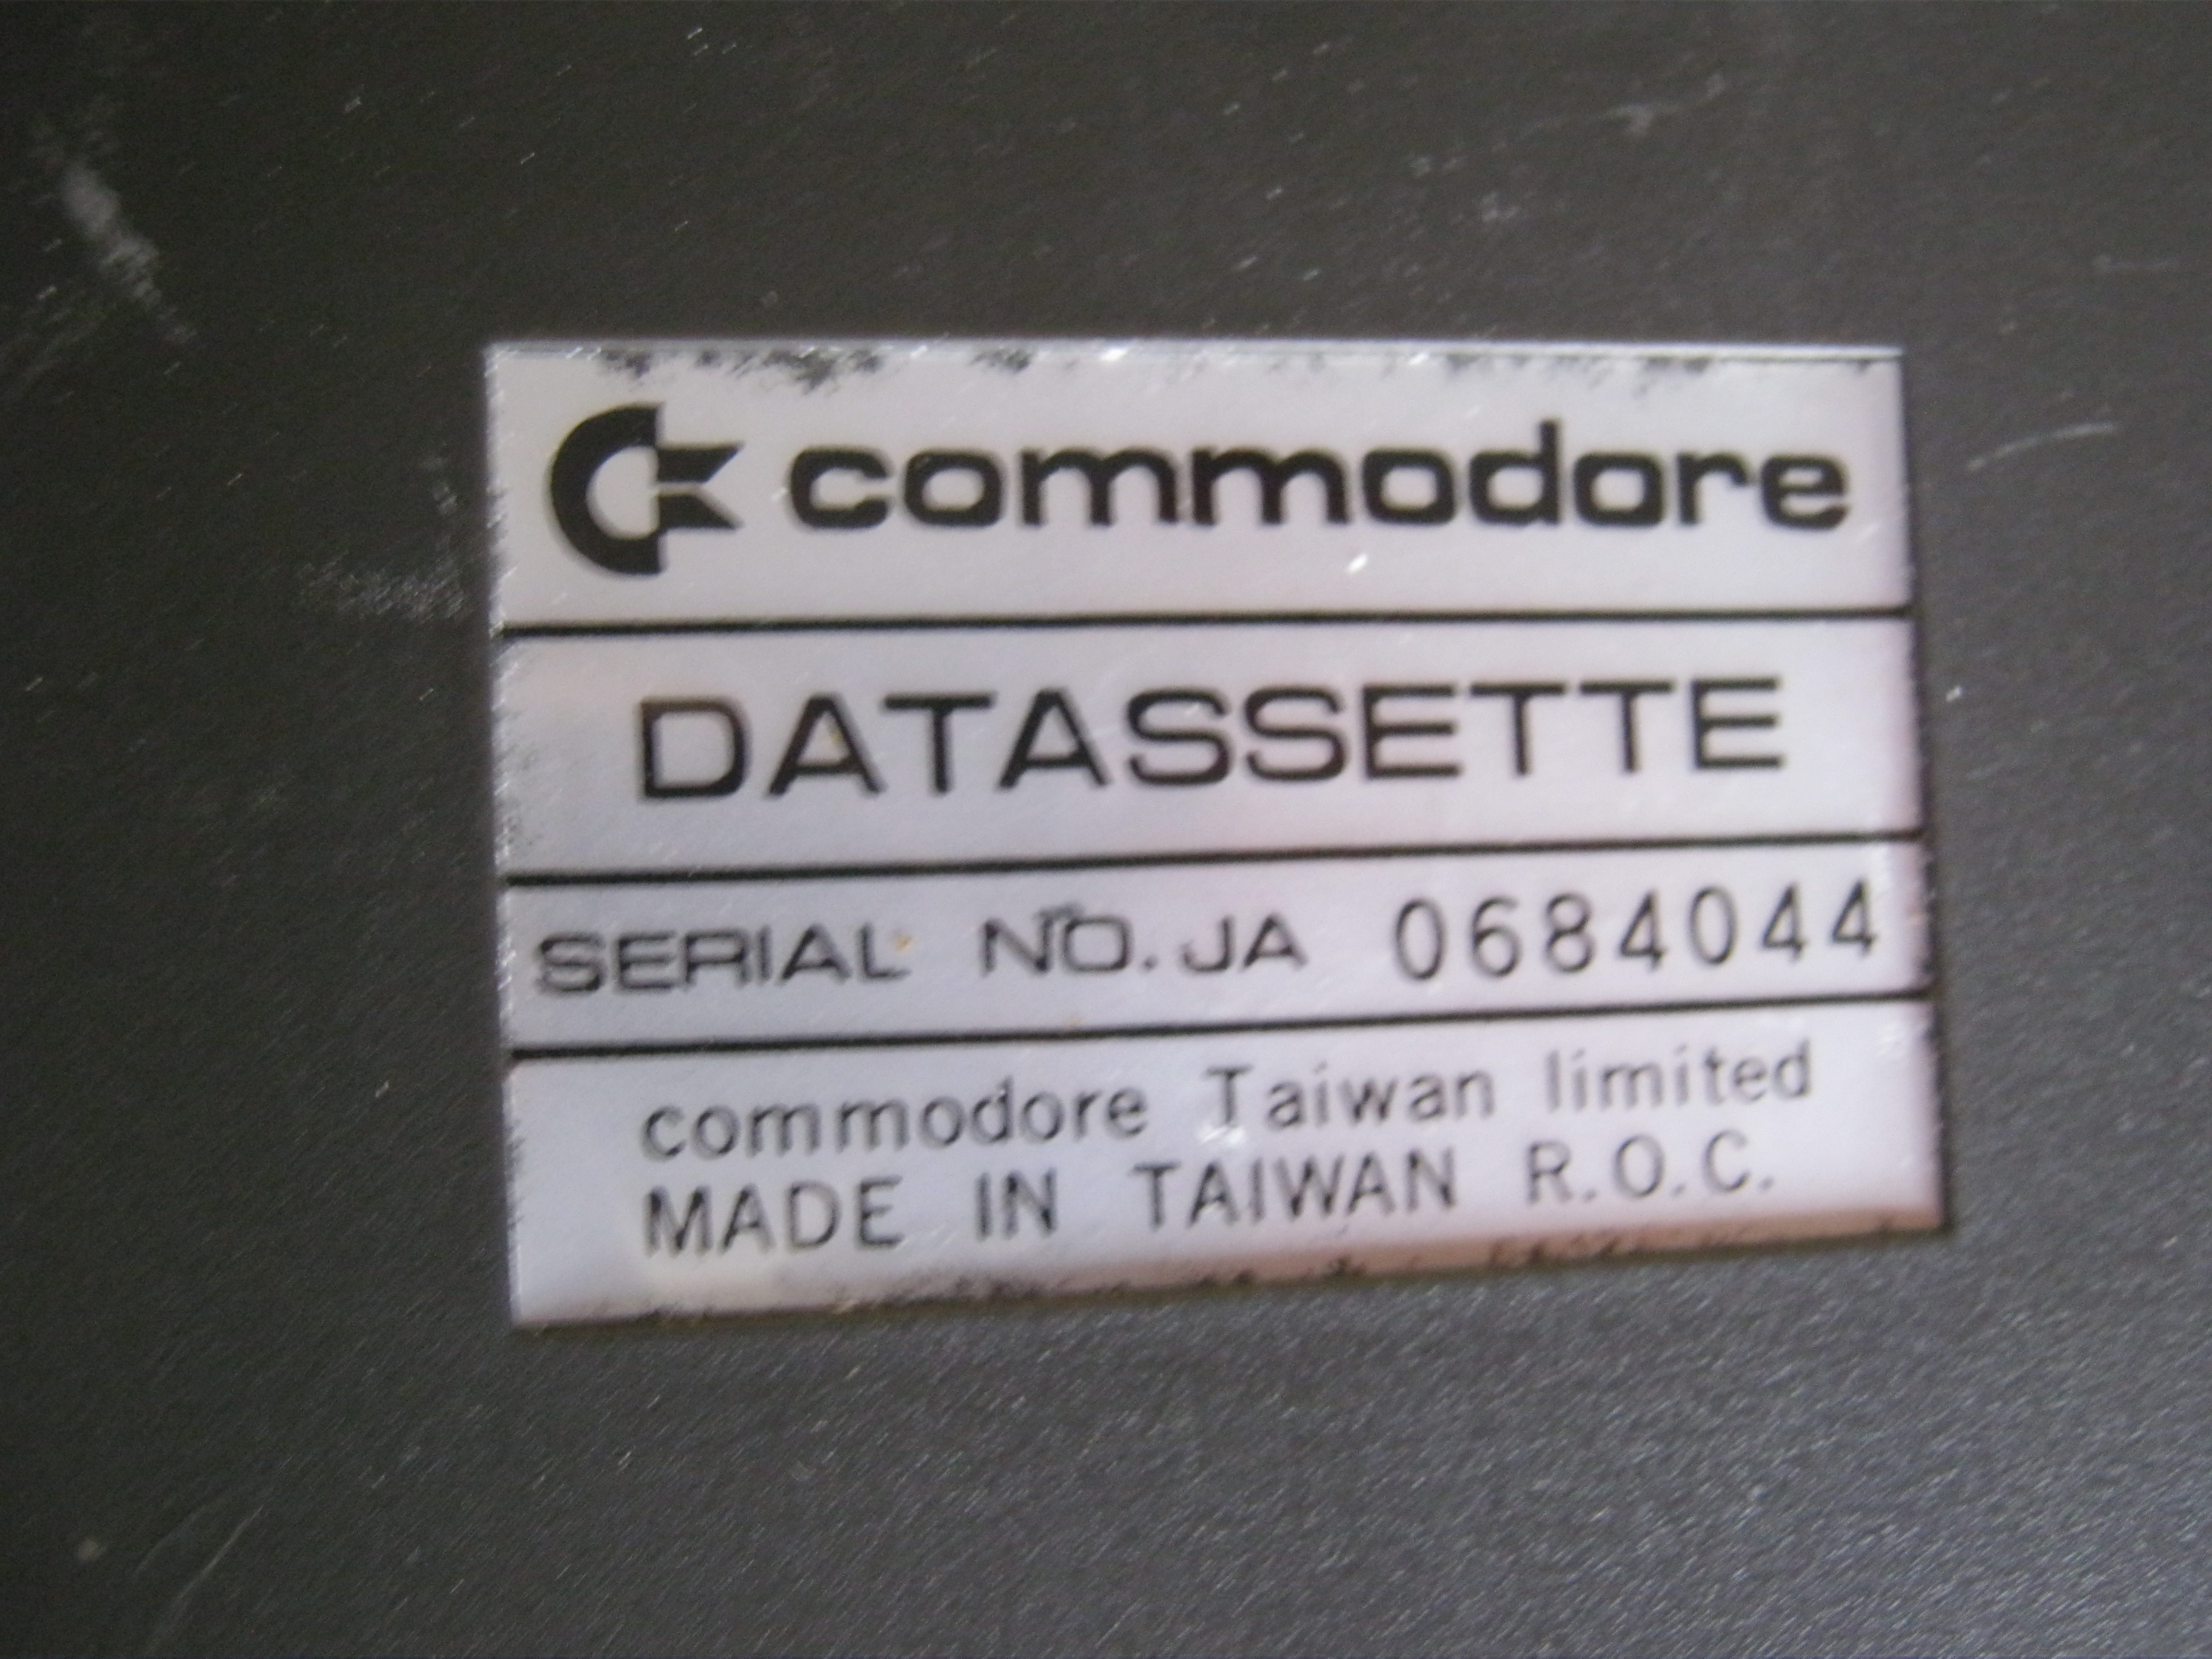 commodore
DATASSETTE
SERIAL NO. JA 0684044
commodore Taiwan limited
MADE IN TAIWAN R.O.C.